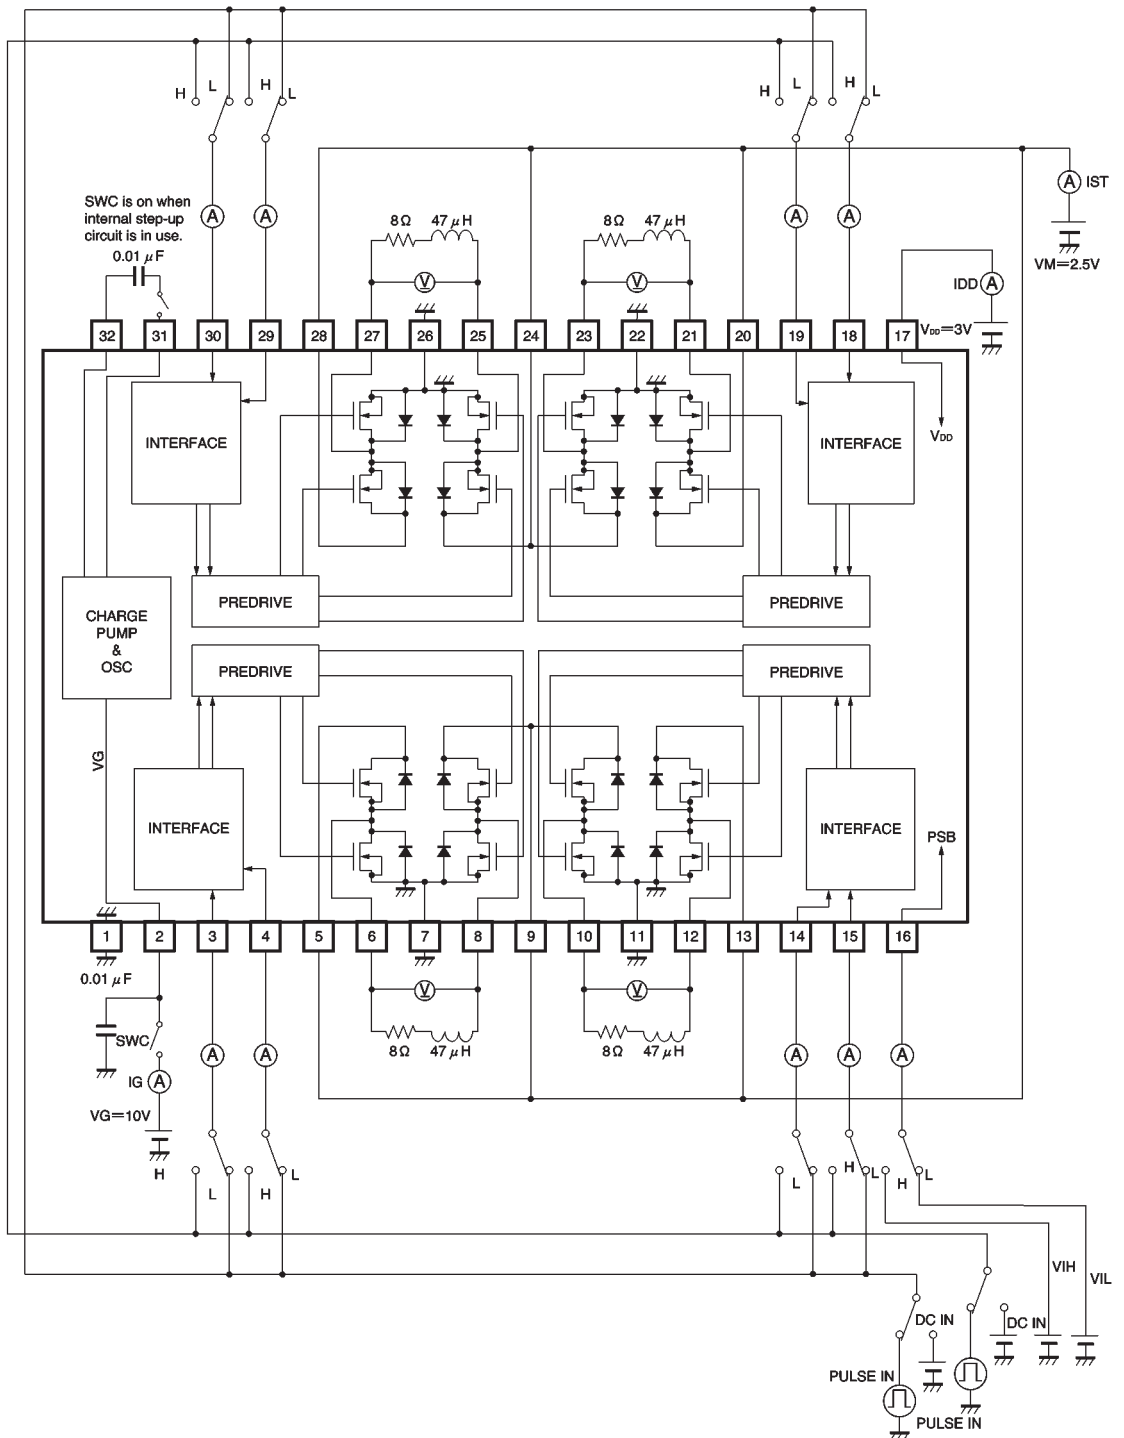 H
L
H
L
H
L
H
L
A
IST
SWC is on when
internal step-up
circuit is in use.
0.01 μF
A
A
8Ω
47 μH
8Ω
47 μH
A
A
VM=2.5V
V
V
IDD
A
VDD=3V
32
31
30
29
28
27
26
25
24
23
22
21
20
19
18
17
INTERFACE
INTERFACE
VDD
PREDRIVE
PREDRIVE
CHARGE
PUMP
&
OSC
PREDRIVE
PREDRIVE
VG
INTERFACE
INTERFACE
PSB
1
2
3
4
5
6
7
8
9
10
11
12
13
14
15
16
0.01 μF
V
V
SWC
8Ω
47 μH
8Ω
47 μH
A
A
A
A
A
IG
A
VG=10V
H
L
H
L
L
H
L
H
L
VIH
VIL
DC IN
DC IN
PULSE IN
PULSE IN